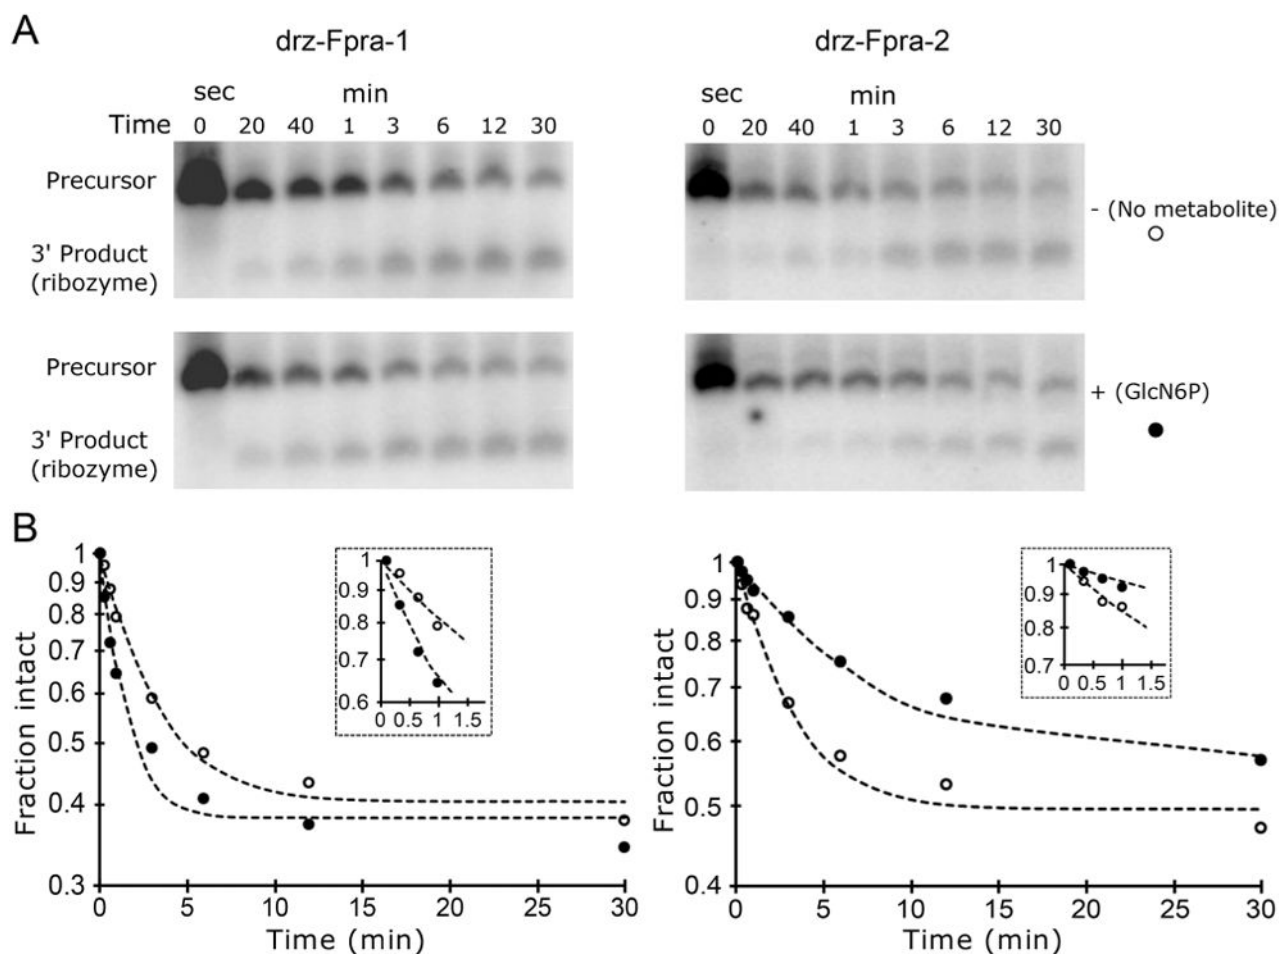 A
drz-Fpra-1
drz-Fpra-2
sec min
Time 0 20 40 1 3 6 12 30
sec min
0 20 40 1 3 6 12 30
Precursor
3' Product
(ribozyme)
- (No metabolite)
Precursor
3' Product
(ribozyme)
+ (GlcN6P)
B
Fraction intact
1
0.9
0.8
0.7
0.6
0.5
0.4
0.3
0 5 10 15 20 25 30
Time (min)
1
0.9
0.8
0.7
0.6
0 0.5 1 1.5
Fraction intact
1
0.9
0.8
0.7
0.6
0.5
0.4
0 5 10 15 20 25 30
Time (min)
1
0.9
0.8
0.7
0 0.5 1 1.5